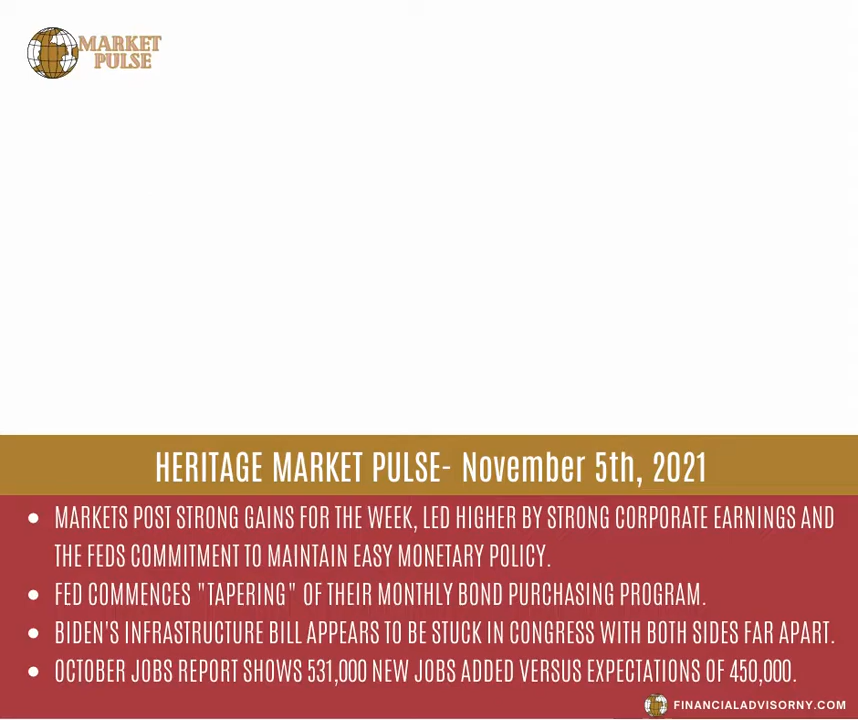 MARKET
PULSE
HERITAGE MARKET PULSE- November 5th, 2021
• MARKETS POST STRONG GAINS FOR THE WEEK, LED HIGHER BY STRONG CORPORATE EARNINGS AND
THE FEDS COMMITMENT TO MAINTAIN EASY MONETARY POLICY.
• FED COMMENCES "TAPERING" OF THEIR MONTHLY BOND PURCHASING PROGRAM.
• BIDEN'S INFRASTRUCTURE BILL APPEARS TO BE STUCK IN CONGRESS WITH BOTH SIDES FAR APART.
• OCTOBER JOBS REPORT SHOWS 531,000 NEW JOBS ADDED VERSUS EXPECTATIONS OF 450,000.
FINANCIALADVISORNY.COM